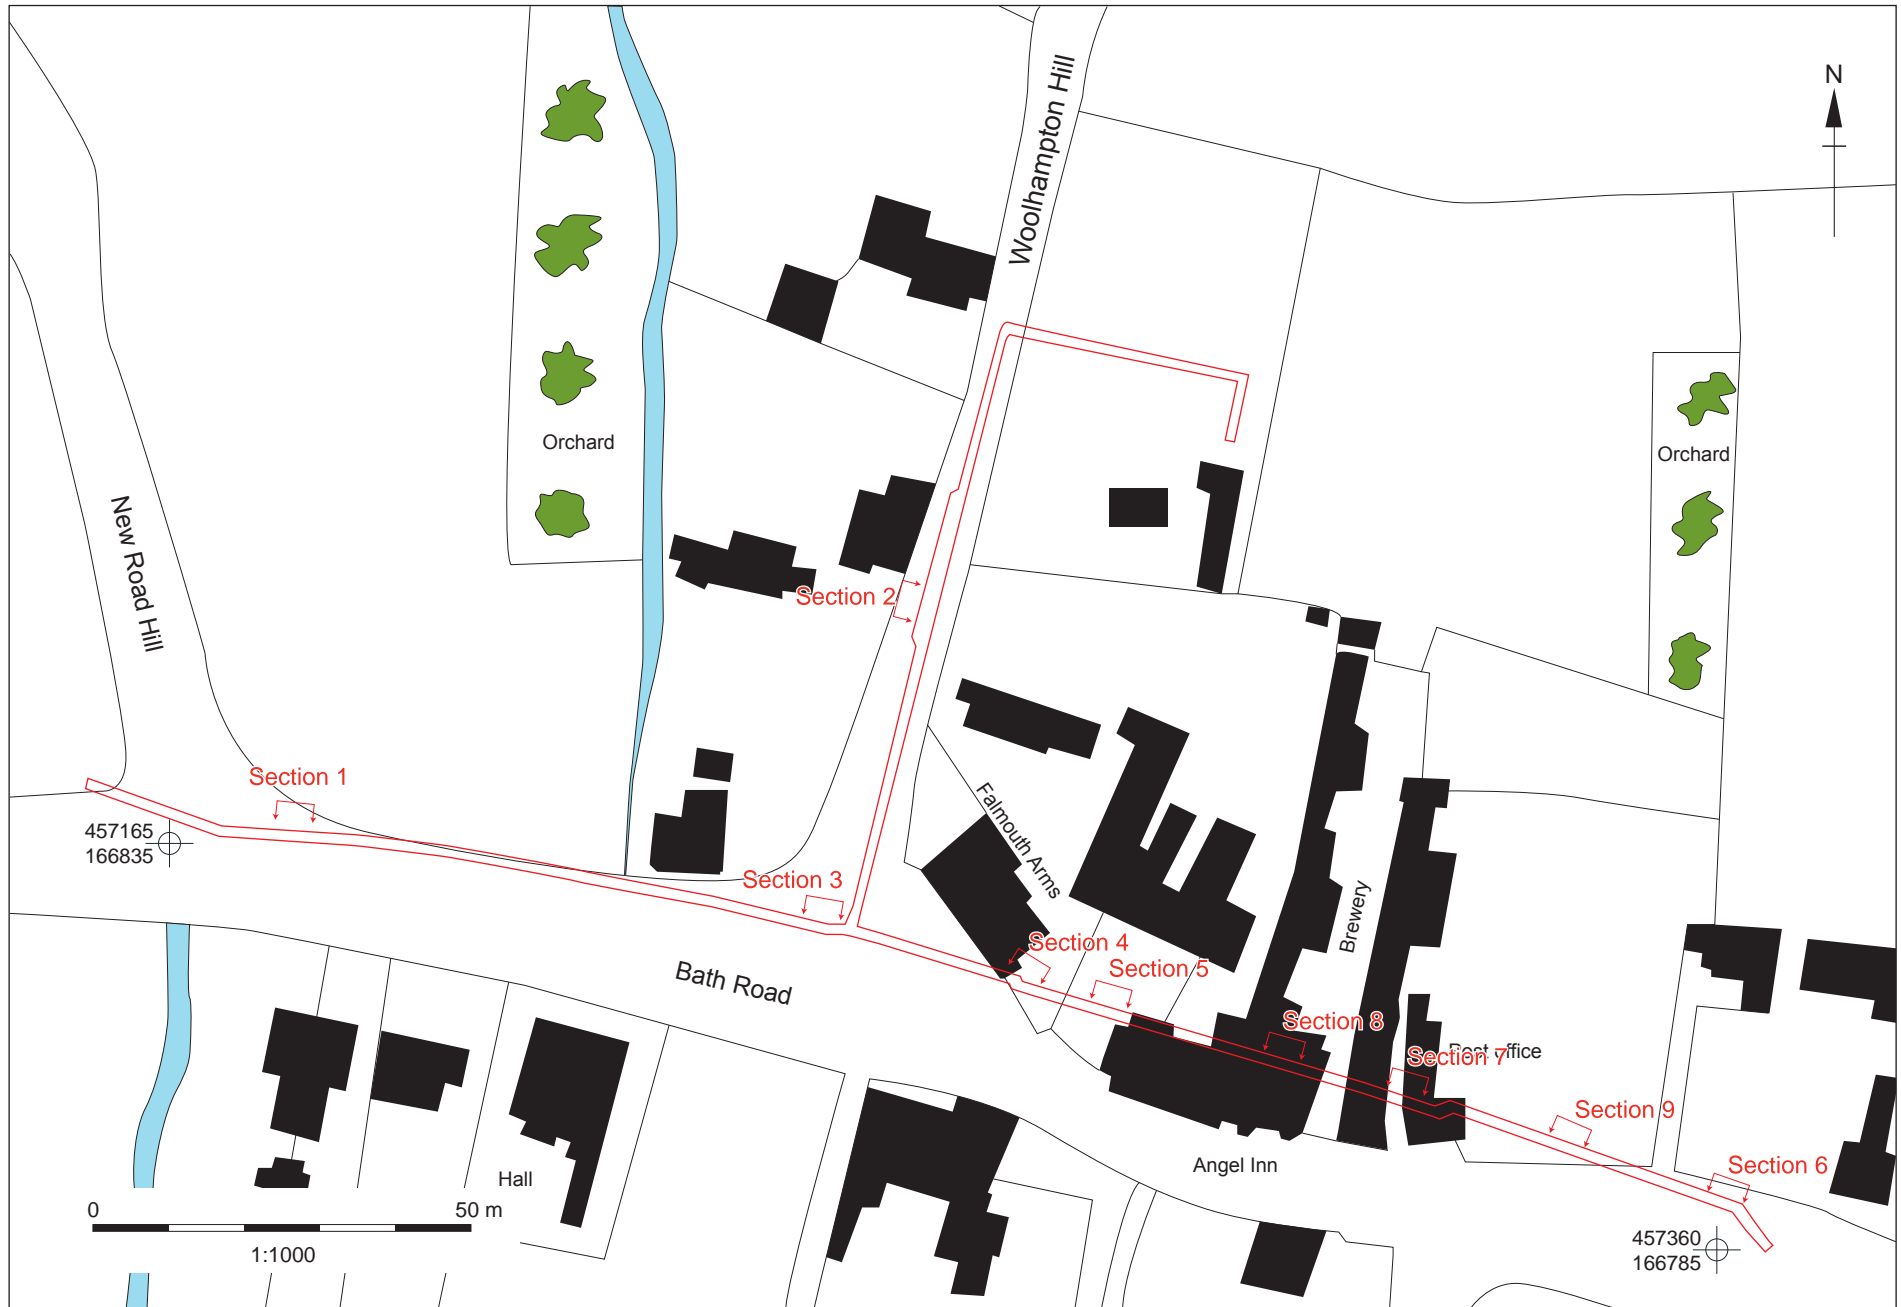 N
Woolhampton Hill
Orchard
Orchard
New Road Hill
Section 2
Section 1
457165
166835
Falmouth Arms
Section 3
Brewery
Section 4
Section 5
Bath Road
Section 8
Post office
Section 7
Section 9
Angel Inn
Section 6
Hall
0 50 m
1:1000
457360
166785